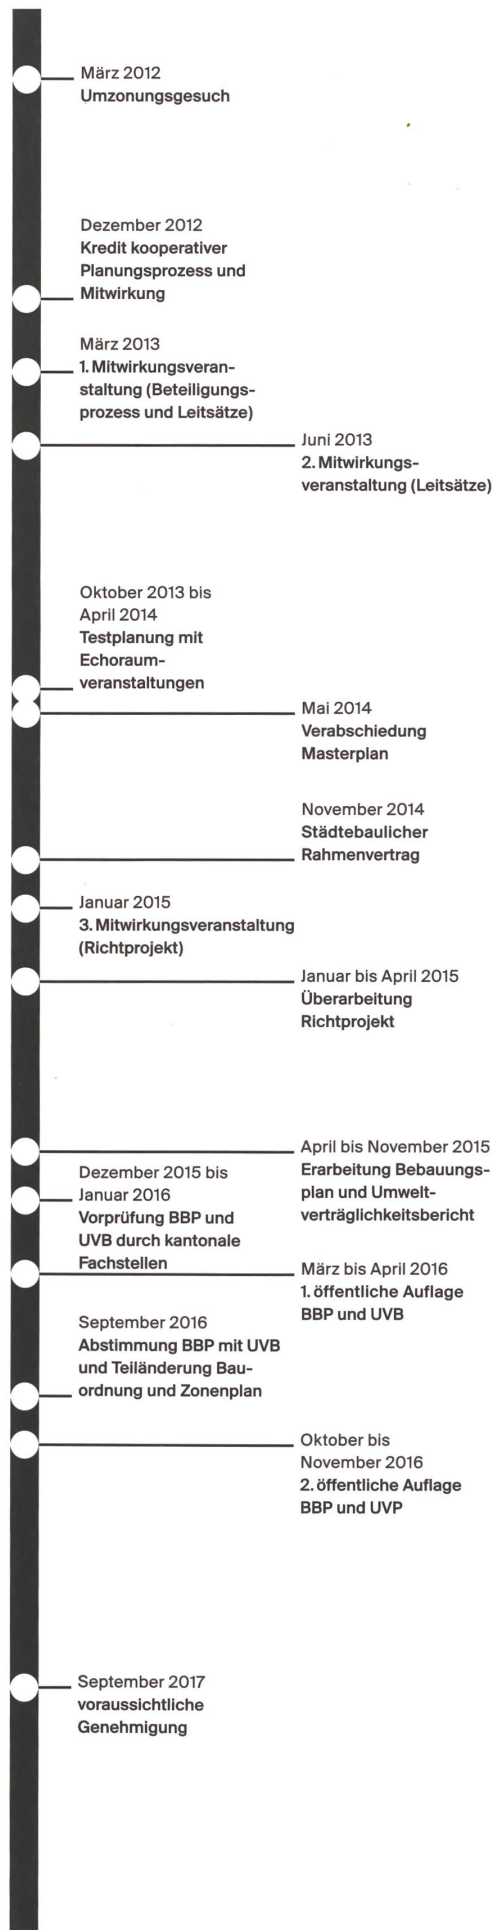 März 2012
Umzonungsgesuch
Dezember 2012
Kredit kooperativer
Planungsprozess und
Mitwirkung
März 2013
1. Mitwirkungsveran-
staltung (Beteiligungs-
prozess und Leitsätze)
Juni 2013
2. Mitwirkungs-
veranstaltung (Leitsätze)
Oktober 2013 bis
April 2014
Testplanung mit
Echoraum-
veranstaltungen
Mai 2014
Verabschiedung
Masterplan
November 2014
Städtebaulicher
Rahmenvertrag
Januar 2015
3. Mitwirkungsveranstaltung
(Richtprojekt)
Januar bis April 2015
Überarbeitung
Richtprojekt
April bis November 2015
Erarbeitung Bebauungs-
plan und Umwelt-
verträglichkeitsbericht
Dezember 2015 bis
Januar 2016
Vorprüfung BBP und
UVB durch kantonale
Fachstellen
März bis April 2016
1. öffentliche Auflage
BBP und UVB
September 2016
Abstimmung BBP mit UVB
und Teiländerung Bau-
ordnung und Zonenplan
Oktober bis
November 2016
2. öffentliche Auflage
BBP und UVP
September 2017
voraussichtliche
Genehmigung